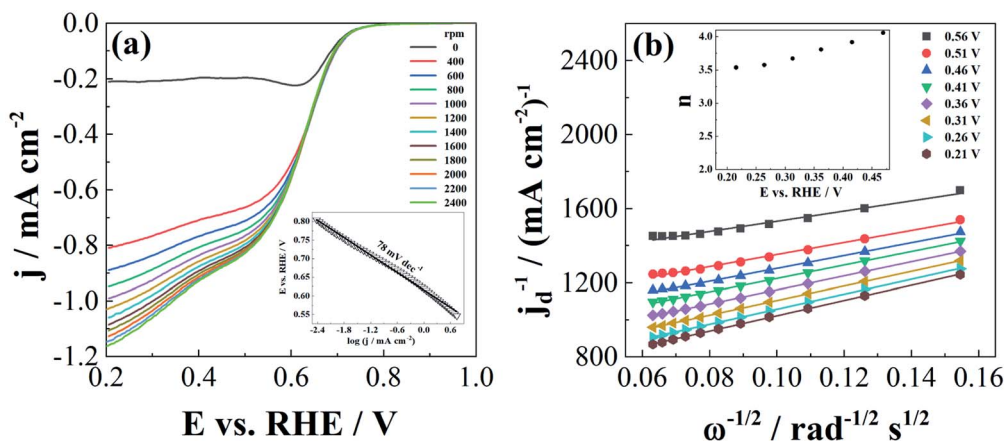 (a)
0.0
-0.2
-0.4
-0.6
-0.8
-1.0
-1.2
j / mA cm⁻²
0.2 0.4 0.6 0.8 1.0
E vs. RHE / V
rpm
0
400
600
800
1000
1200
1400
1600
1800
2000
2200
2400
0.80
0.75
0.70
0.65
0.60
0.55
E vs. RHE / V
78 mV dec⁻¹
-2.4 -1.8 -1.2 -0.6 0.0 0.6
log (j / mA cm⁻²)
(b)
2400
2000
1600
1200
800
j_d⁻¹ / (mA cm⁻²)⁻¹
0.06 0.08 0.10 0.12 0.14 0.16
ω⁻¹/² / rad⁻¹/² s¹/²
4.0
3.5
3.0
2.5
2.0
n
0.20 0.25 0.30 0.35 0.40 0.45
E vs. RHE / V
0.56 V
0.51 V
0.46 V
0.41 V
0.36 V
0.31 V
0.26 V
0.21 V